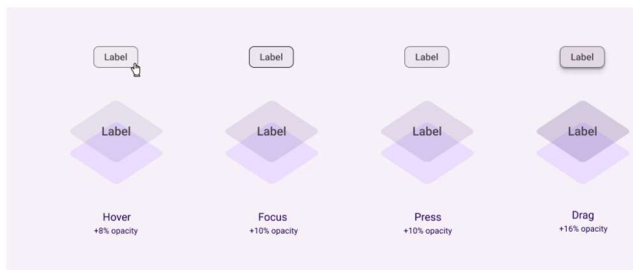 Label Label Label Label
Label Label Label Label
Hover Focus Press Drag
+8% opacity +10% opacity +10% opacity +16% opacity